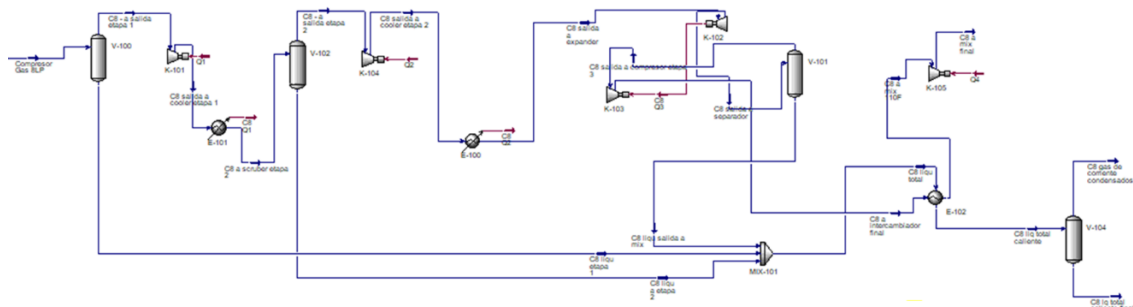 C8 - a salida
etapa 1
V-100
Compresor
Gas 8LP
K-101
Q1
C8 salida a
cooler etapa 1
C8
Q1
E-101
C8 a scruber etapa
2
C8 - a salida etapa
2
V-102
C8 salida a
cooler etapa 2
K-104
Q2
C8
Q2
E-100
C8 salida
a
expander
K-102
C8 salida a compresor etapa
3
K-103
C8
Q3
C8 salida a
separador
V-101
C8 a
mix
final
K-105
Q4
C8 a
mix
10F
C8 liqu
total
E-102
C8 a
intercambiador
final
C8 gas de
corriente
condensados
C8 liq total
caliente
V-104
C8 lq total
C8 liqu salida a
mix
MIX-101
C8 liqu
etapa
1
C8 liqu
a etapa
2